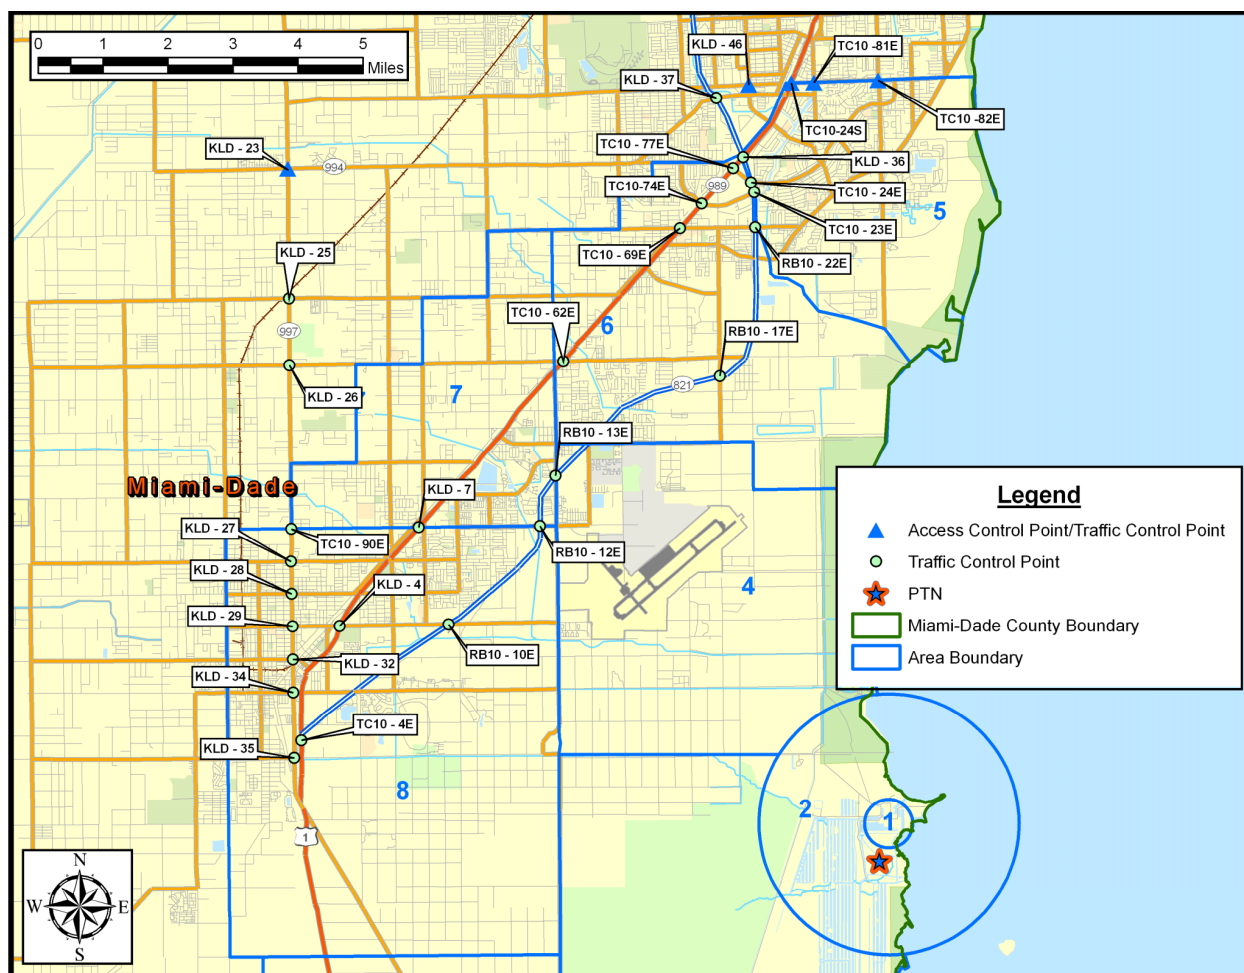 0 1 2 3 4 5
Miles
KLD - 46
TC10 -81E
KLD - 37
TC10 -82E
TC10-24S
KLD - 23
TC10 - 77E
KLD - 36
994
TC10-74E
989
TC10 - 24E
5
TC10 - 23E
KLD - 25
TC10 - 69E
RB10 - 22E
TC10 - 62E
6
997
RB10 - 17E
821
KLD - 26
7
7
RB10 - 13E
Miami-Dade
KLD - 7
KLD - 27
TC10 - 90E
RB10 - 12E
KLD - 28
KLD - 4
4
KLD - 29
KLD - 32
RB10 - 10E
KLD - 34
TC10 - 4E
KLD - 35
8
2
1
1
Legend
Access Control Point/Traffic Control Point
Traffic Control Point
PTN
Miami-Dade County Boundary
Area Boundary
N
W E
S